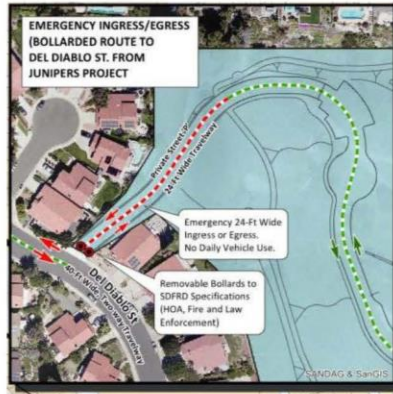 EMERGENCY INGRESS/EGRESS
(BOLLARDED ROUTE TO
DEL DIABLO ST. FROM
JUNIPERS PROJECT
Private Street-P
24-Ft Wide Travelway
Emergency 24-Ft Wide
Ingress or Egress.
No Daily Vehicle Use.
Removable Bollards to
SDFRD Specifications
(HOA, Fire and Law
Enforcement)
Del Diablo St
40-Ft Wide, Two-way Travelway
SANDAG & SanGIS